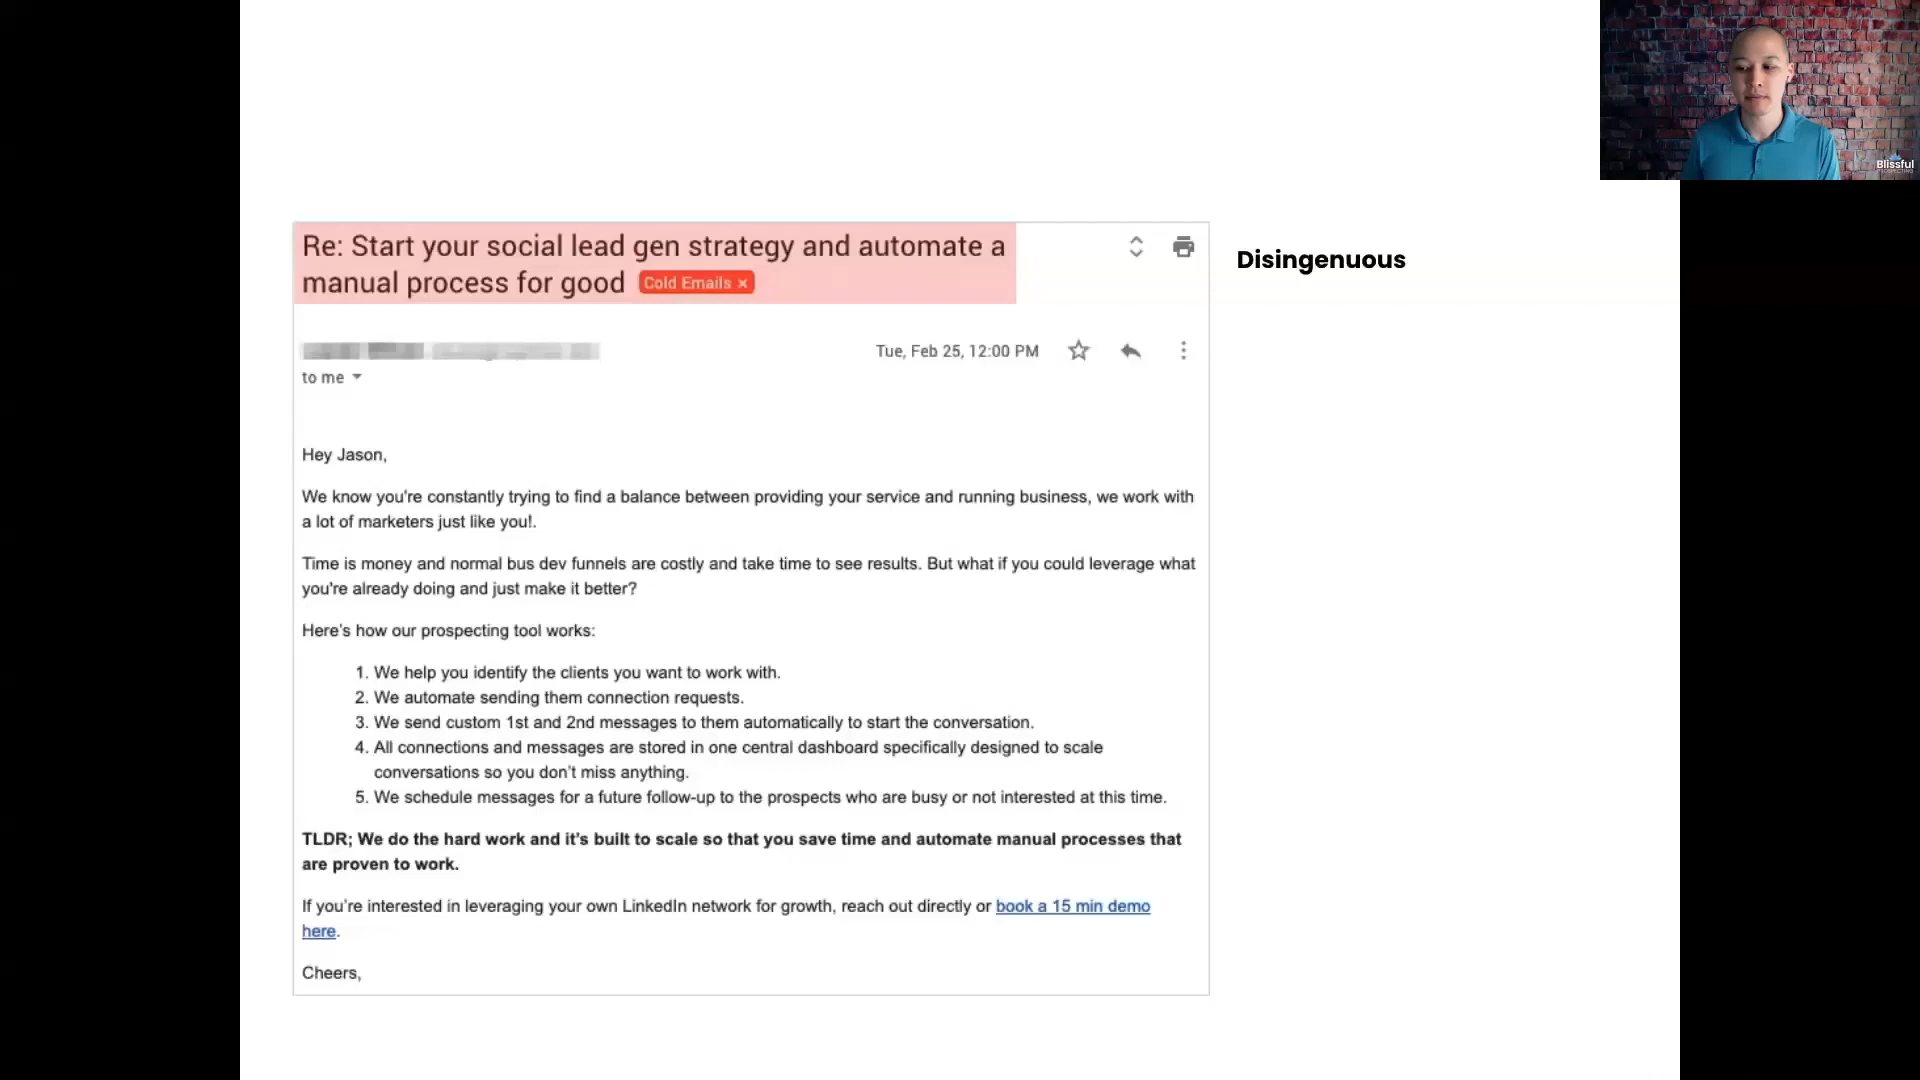 Blissful
PROSPECTING
Re: Start your social lead gen strategy and automate a
manual process for good Cold Emails ×
Disingenuous
Tue, Feb 25, 12:00 PM
to me
Hey Jason,
We know you're constantly trying to find a balance between providing your service and running business, we work with
a lot of marketers just like you!.
Time is money and normal bus dev funnels are costly and take time to see results. But what if you could leverage what
you're already doing and just make it better?
Here's how our prospecting tool works:
1. We help you identify the clients you want to work with.
2. We automate sending them connection requests.
3. We send custom 1st and 2nd messages to them automatically to start the conversation.
4. All connections and messages are stored in one central dashboard specifically designed to scale
conversations so you don't miss anything.
5. We schedule messages for a future follow-up to the prospects who are busy or not interested at this time.
TLDR; We do the hard work and it's built to scale so that you save time and automate manual processes that
are proven to work.
If you're interested in leveraging your own LinkedIn network for growth, reach out directly or book a 15 min demo
here.
Cheers,